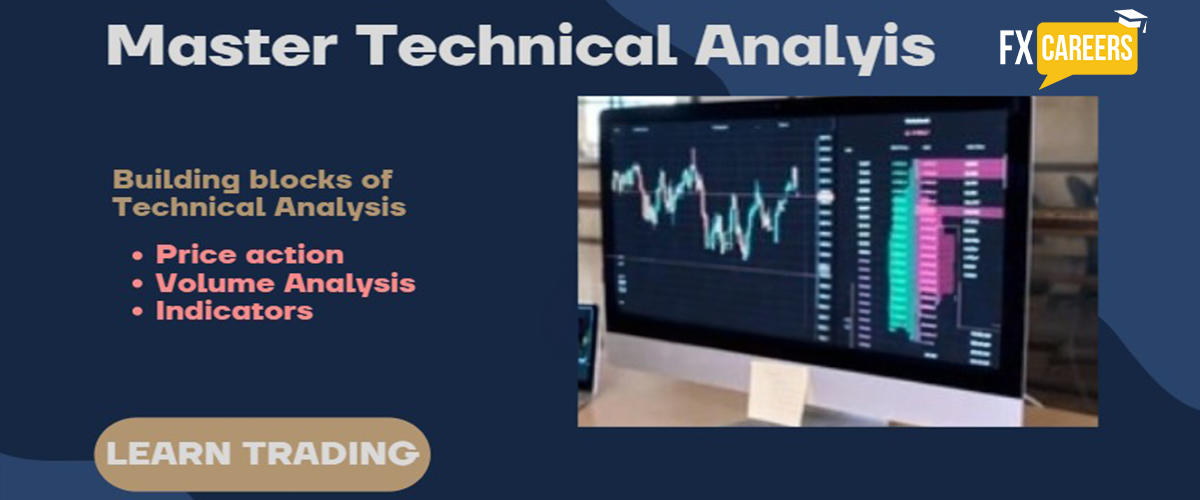 Master Technical Analyis
FX CAREERS
Building blocks of
Technical Analysis
• Price action
• Volume Analysis
• Indicators
LEARN TRADING